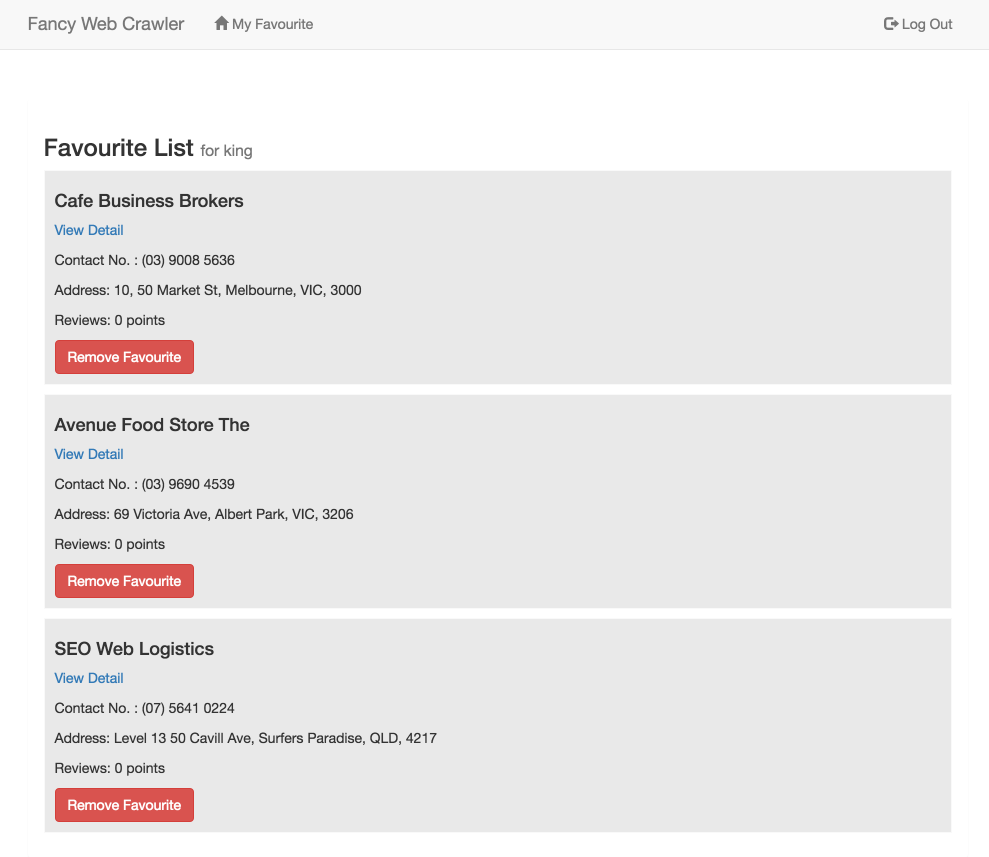 Fancy Web Crawler My Favourite Log Out
Favourite List for king
Cafe Business Brokers
View Detail
Contact No. : (03) 9008 5636
Address: 10, 50 Market St, Melbourne, VIC, 3000
Reviews: 0 points
Remove Favourite
Avenue Food Store The
View Detail
Contact No. : (03) 9690 4539
Address: 69 Victoria Ave, Albert Park, VIC, 3206
Reviews: 0 points
Remove Favourite
SEO Web Logistics
View Detail
Contact No. : (07) 5641 0224
Address: Level 13 50 Cavill Ave, Surfers Paradise, QLD, 4217
Reviews: 0 points
Remove Favourite